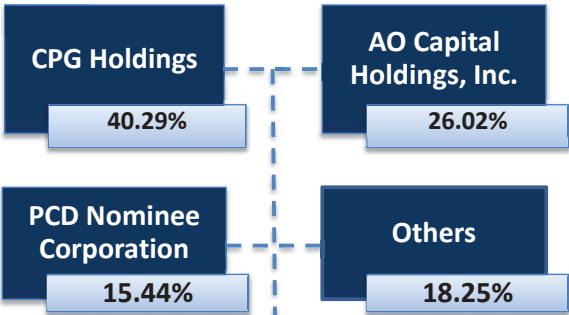 CPG Holdings
40.29%
AO Capital
Holdings, Inc.
26.02%
PCD Nominee
Corporation
15.44%
Others
18.25%